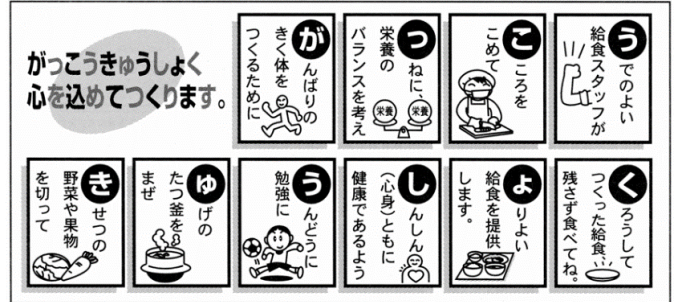 がっこうきゅうしょく
心を込めてつくります。
がんばりの
きく体を
つくるために
つねに、
栄養の
バランスを考え
栄養 栄養
こころを
こめて
うでのよい
給食スタッフが
きせつの
野菜や果物
を切って
ゆげの
たつ釜を
まぜ
うんどうに
勉強に
しんしん
(心身)ともに
健康であるよう
よりよい
給食を提供
します。
くろうして
つくった給食、
残さず食べてね。